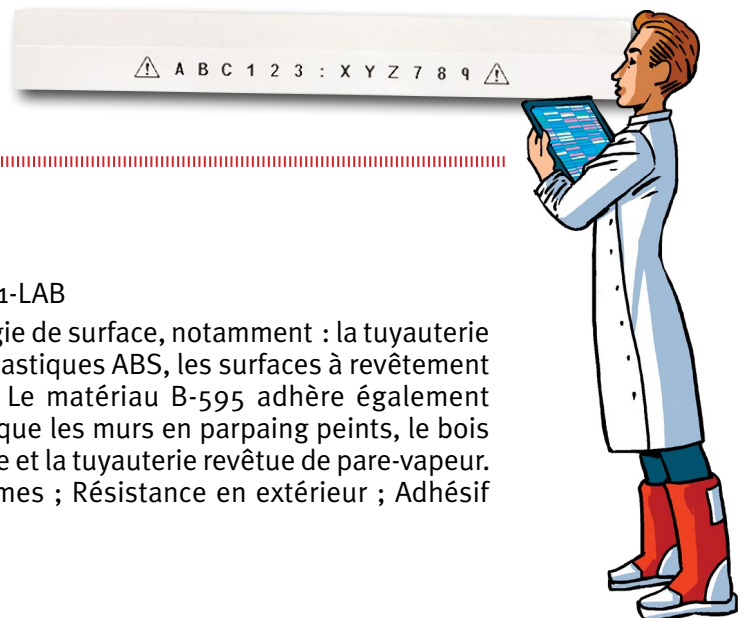 ⚠ A B C 1 2 3 : X Y Z 7 8 9 ⚠
1-LAB
gie de surface, notamment : la tuyauterie
astiques ABS, les surfaces à revêtement
Le matériau B-595 adhère également
que les murs en parpaing peints, le bois
e et la tuyauterie revêtue de pare-vapeur.
mes ; Résistance en extérieur ; Adhésif